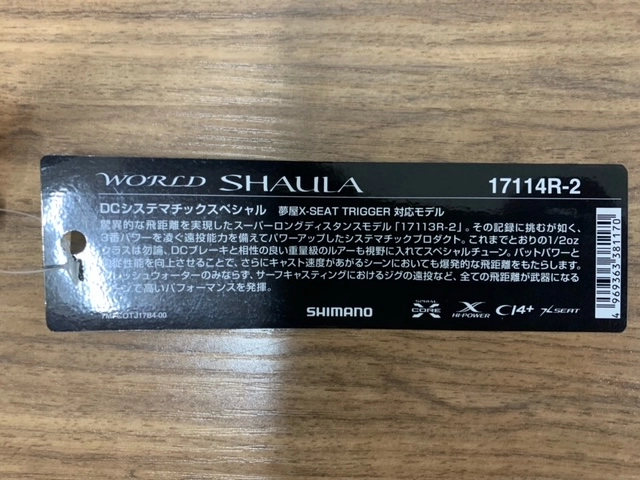 WORLD SHAULA 17114R-2
DCシステマチックスペシャル 夢屋X-SEAT TRIGGER 対応モデル
驚異的な飛距離を実現したスーパーロングディスタンスモデル「17113R-2」。その記録に挑むが如く、
3番パワーを凌ぐ遠投能力を備えてパワーアップしたシステマチックプロダクト。これまでとおりの1/2oz
クラスは勿論、DCブレーキと相性の良い重量級のルアーも視野に入れてスペシャルチューン。バットパワーと
性能を向上させることで、さらにキャスト速度があがるシーンにおいても爆発的な飛距離をもたらします。
フレッシュウォーターのみならず、サーフキャスティングにおけるジグの遠投など、全ての飛距離が武器になる
シーンで高いパフォーマンスを発揮。
SHIMANO
SPIRAL X CORE
X HI-POWER
CI4+
X SEAT
4 969363 381170